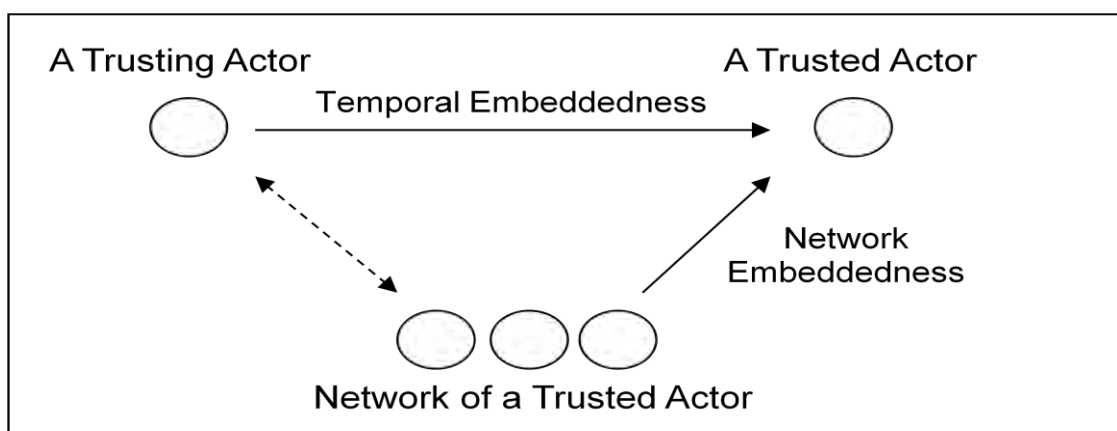 A Trusting Actor
A Trusted Actor
Temporal Embeddedness
Network
Embeddedness
Network of a Trusted Actor